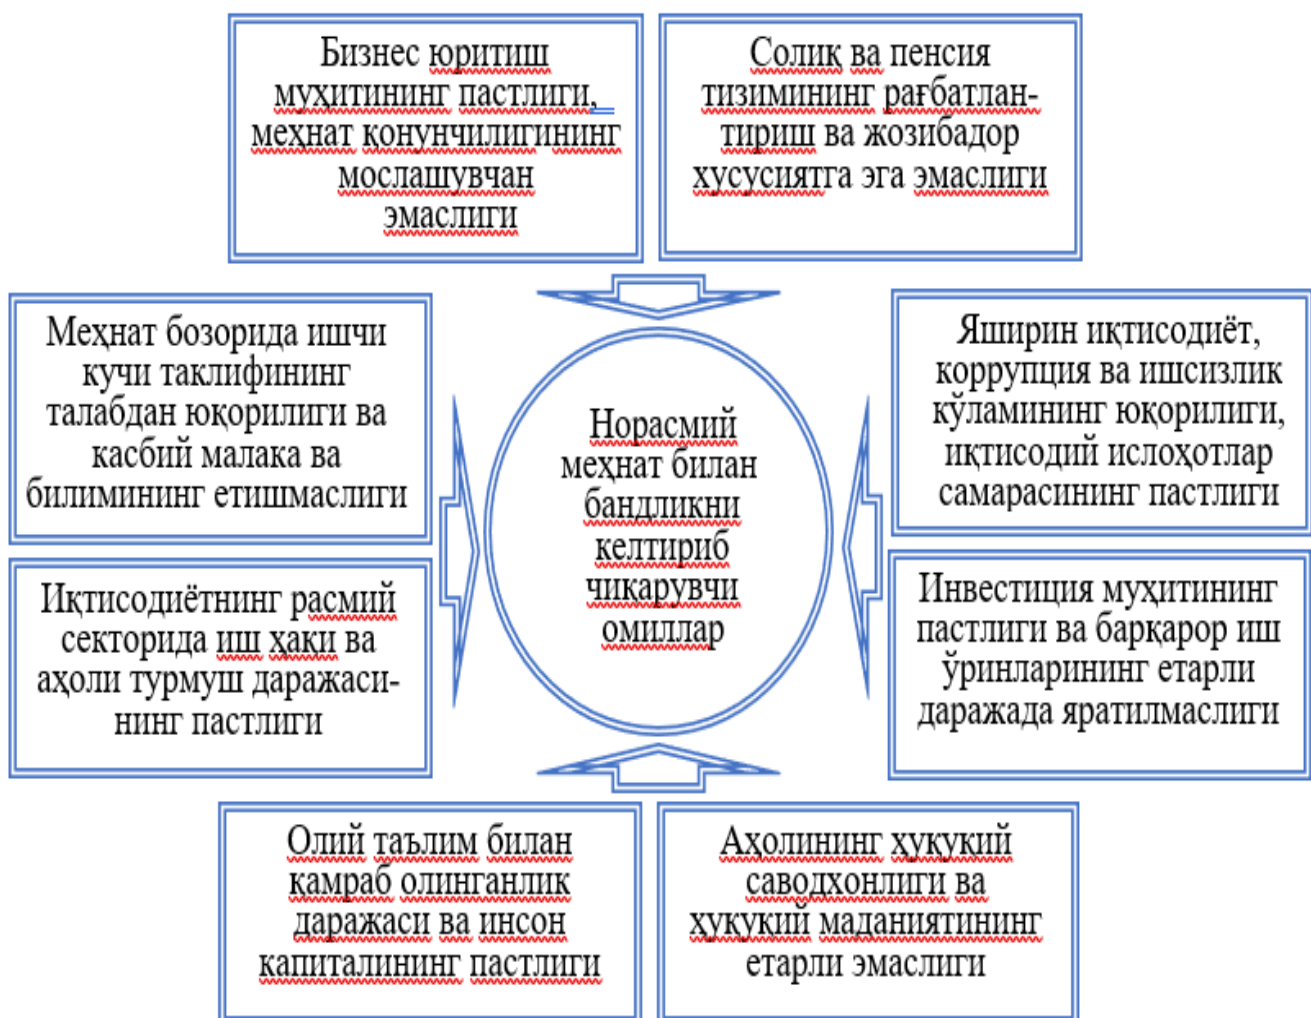 Бизнес юритиш
муҳитининг пастлиги,
меҳнат қонунчилигининг
мослашувчан
эмаслиги
Солиқ ва пенсия
тизимининг рағбатлан-
тириш ва жозибадор
хусусиятга эга эмаслиги
Меҳнат бозорида ишчи
кучи таклифининг
талабдан юқорилиги ва
касбий малака ва
билимининг етишмаслиги
Яширин иқтисодиёт,
коррупция ва ишсизлик
кўламининг юқорилиги,
иқтисодий ислоҳотлар
самарасининг пастлиги
Норасмий
меҳнат билан
бандликни
келтириб
чиқарувчи
омиллар
Иқтисодиётнинг расмий
секторида иш ҳақи ва
аҳоли турмуш даражаси-
нинг пастлиги
Инвестиция муҳитининг
пастлиги ва барқарор иш
ўринларининг етарли
даражада яратилмаслиги
Олий таълим билан
қамраб олинганлик
даражаси ва инсон
капиталининг пастлиги
Аҳолининг ҳуқуқий
саводхонлиги ва
ҳуқуқий маданиятининг
етарли эмаслиги